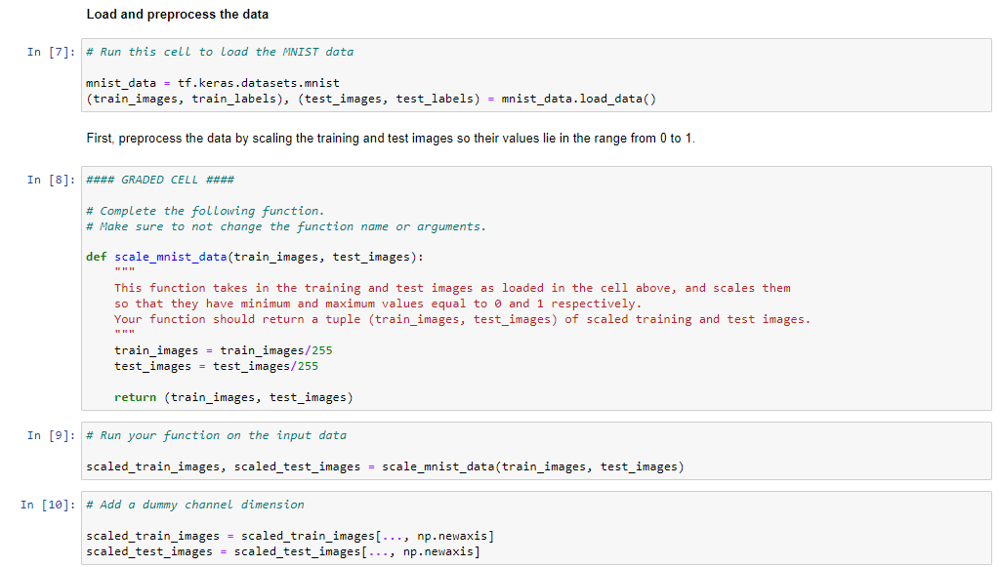 Load and preprocess the data
In [7]: # Run this cell to load the MNIST data
mnist_data = tf.keras.datasets.mnist
(train_images, train_labels), (test_images, test_labels) = mnist_data.load_data()
First, preprocess the data by scaling the training and test images so their values lie in the range from 0 to 1.
In [8]: #### GRADED CELL ####
# Complete the following function.
# Make sure to not change the function name or arguments.
def scale_mnist_data(train_images, test_images):
"""
This function takes in the training and test images as loaded in the cell above, and scales them
so that they have minimum and maximum values equal to 0 and 1 respectively.
Your function should return a tuple (train_images, test_images) of scaled training and test images.
"""
train_images = train_images/255
test_images = test_images/255
return (train_images, test_images)
In [9]: # Run your function on the input data
scaled_train_images, scaled_test_images = scale_mnist_data(train_images, test_images)
In [10]: # Add a dummy channel dimension
scaled_train_images = scaled_train_images[..., np.newaxis]
scaled_test_images = scaled_test_images[..., np.newaxis]